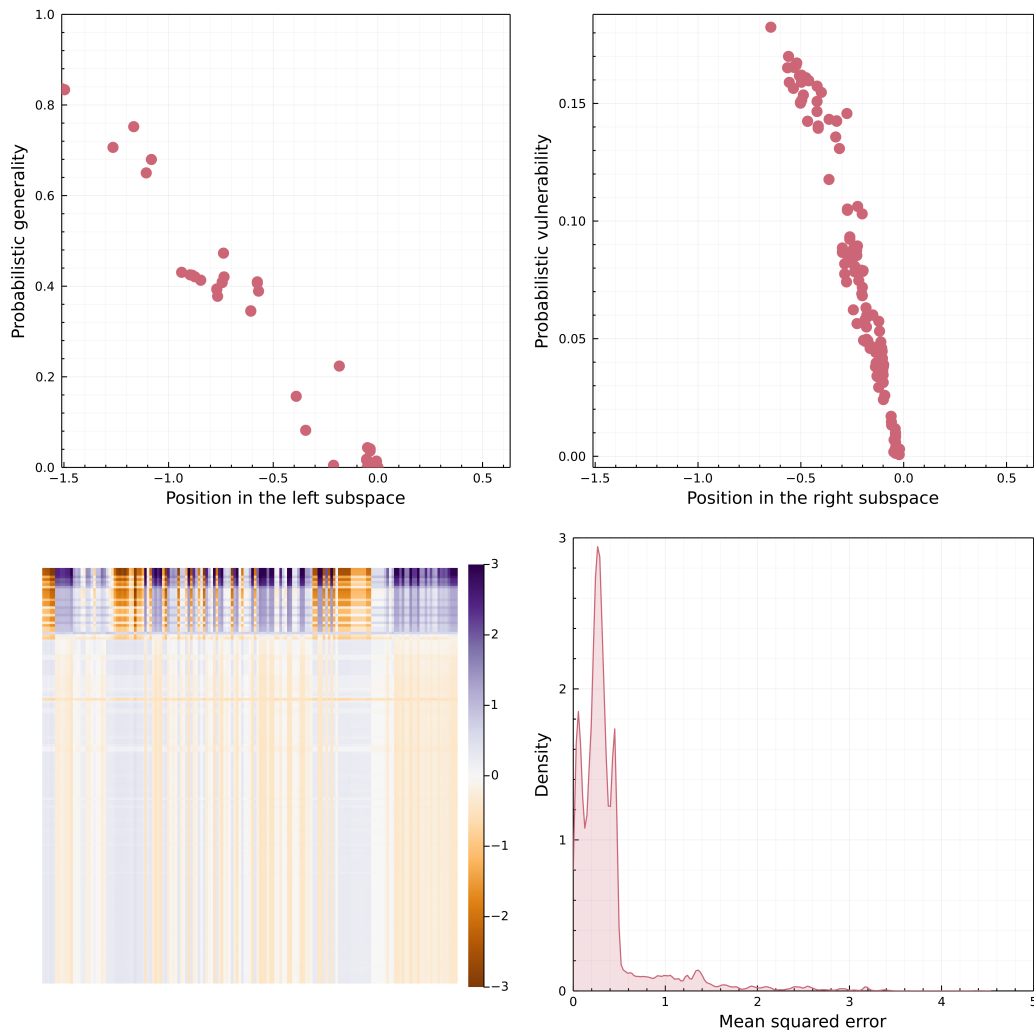 Probabilistic generality
1.0
0.8
0.6
0.4
0.2
0.0
−1.5 −1.0 −0.5 0.0 0.5
Position in the left subspace
Probabilistic vulnerability
0.15
0.10
0.05
0.00
−1.5 −1.0 −0.5 0.0 0.5
Position in the right subspace
3
2
1
0
−1
−2
−3
Density
3
2
1
0
0 1 2 3 4 5
Mean squared error